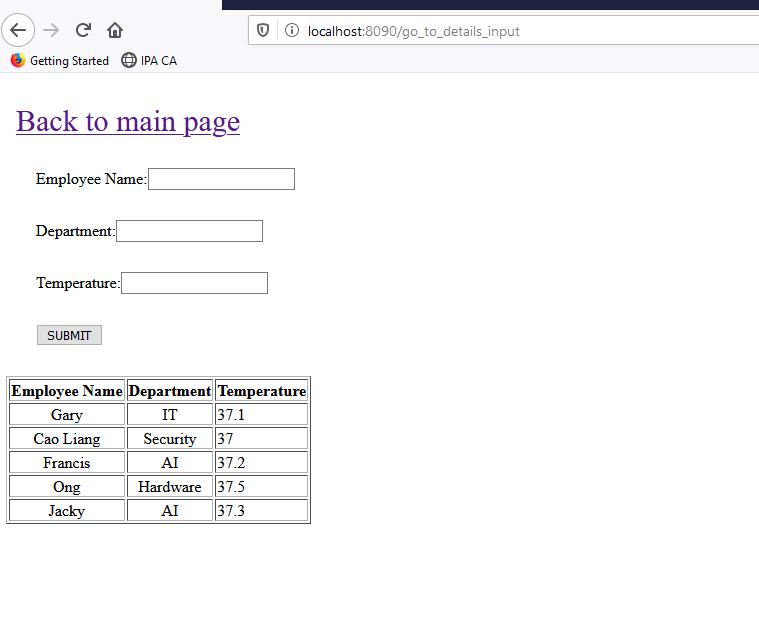 localhost:8090/go_to_details_input
Getting Started IPA CA
Back to main page
Employee Name:
Department:
Temperature:
SUBMIT
Employee Name Department Temperature
Gary IT 37.1
Cao Liang Security 37
Francis AI 37.2
Ong Hardware 37.5
Jacky AI 37.3